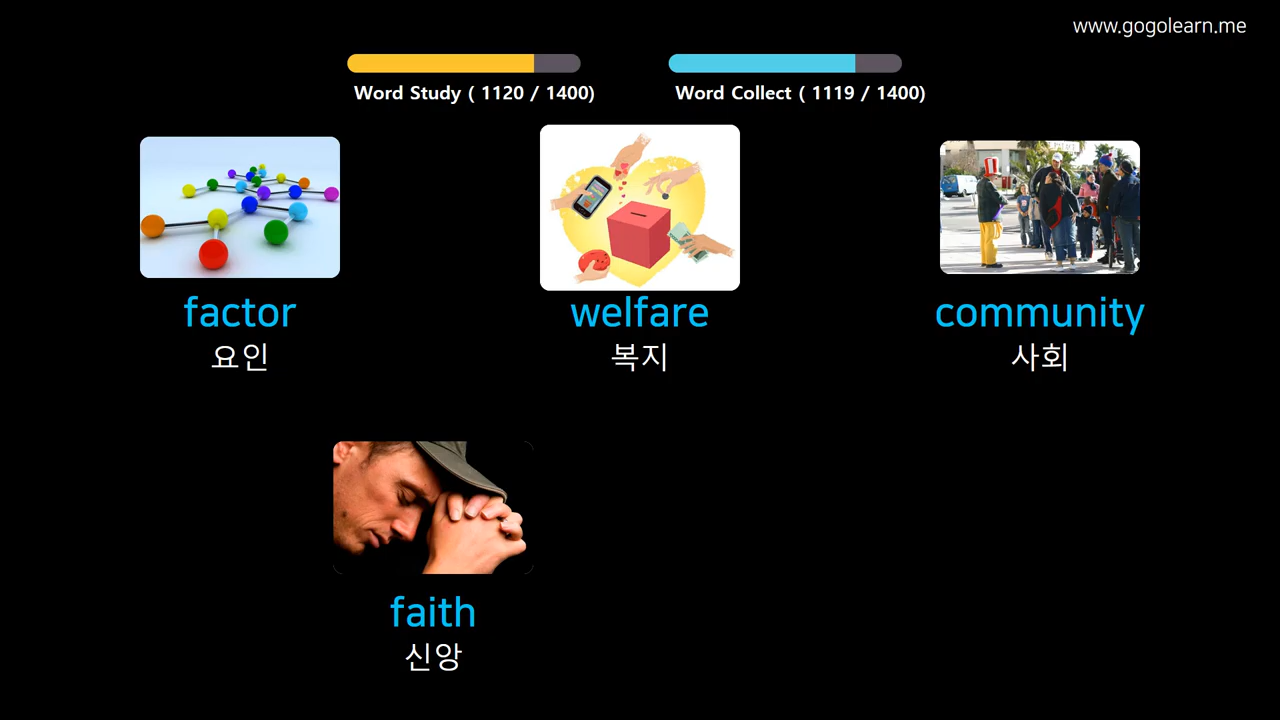 www.gogolearn.me
Word Study ( 1120 / 1400)
Word Collect ( 1119 / 1400)
factor
요인
welfare
복지
community
사회
faith
신앙